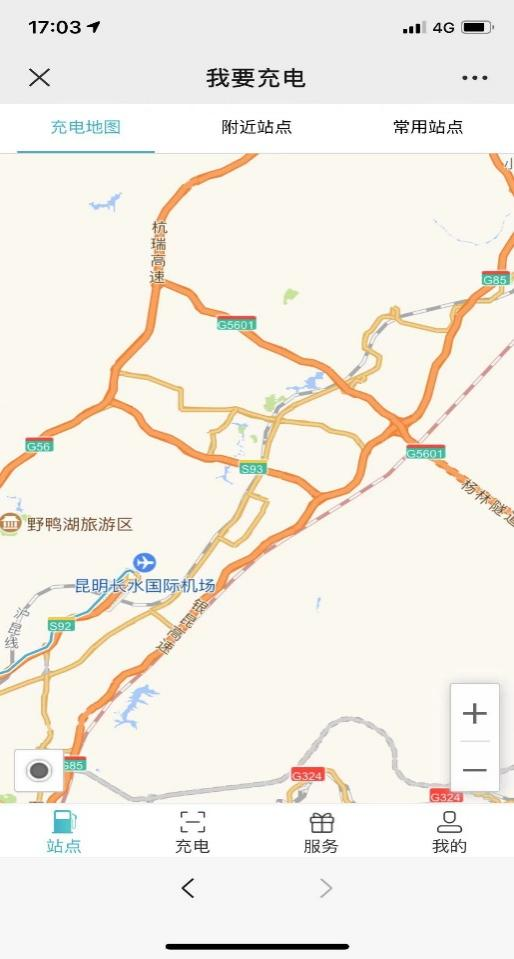 17:03
4G
我要充电
充电地图
附近站点
常用站点
小
杭瑞高速
G85
G5601
G56
G5601
S93
杨林隧道
野鸭湖旅游区
昆明长水国际机场
沪昆线
S92
银昆高速
G85
G324
G324
站点
充电
服务
我的